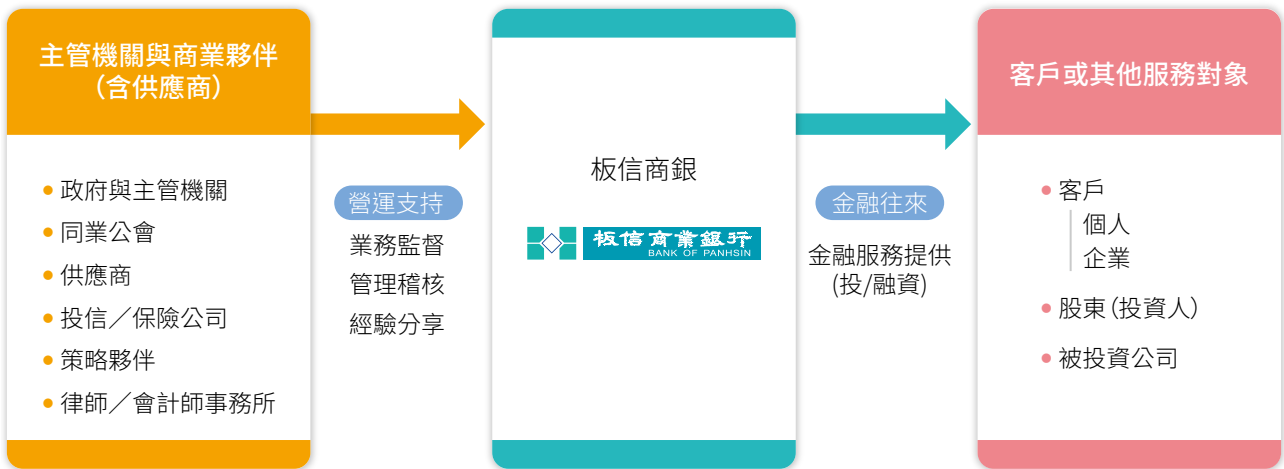 主管機關與商業夥伴
（含供應商）
• 政府與主管機關
• 同業公會
• 供應商
• 投信／保險公司
• 策略夥伴
• 律師／會計師事務所
營運支持
業務監督
管理稽核
經驗分享
板信商銀
板信商業銀行
BANK OF PANHSIN
金融往來
金融服務提供
(投/融資)
客戶或其他服務對象
• 客戶
個人
企業
• 股東（投資人）
• 被投資公司